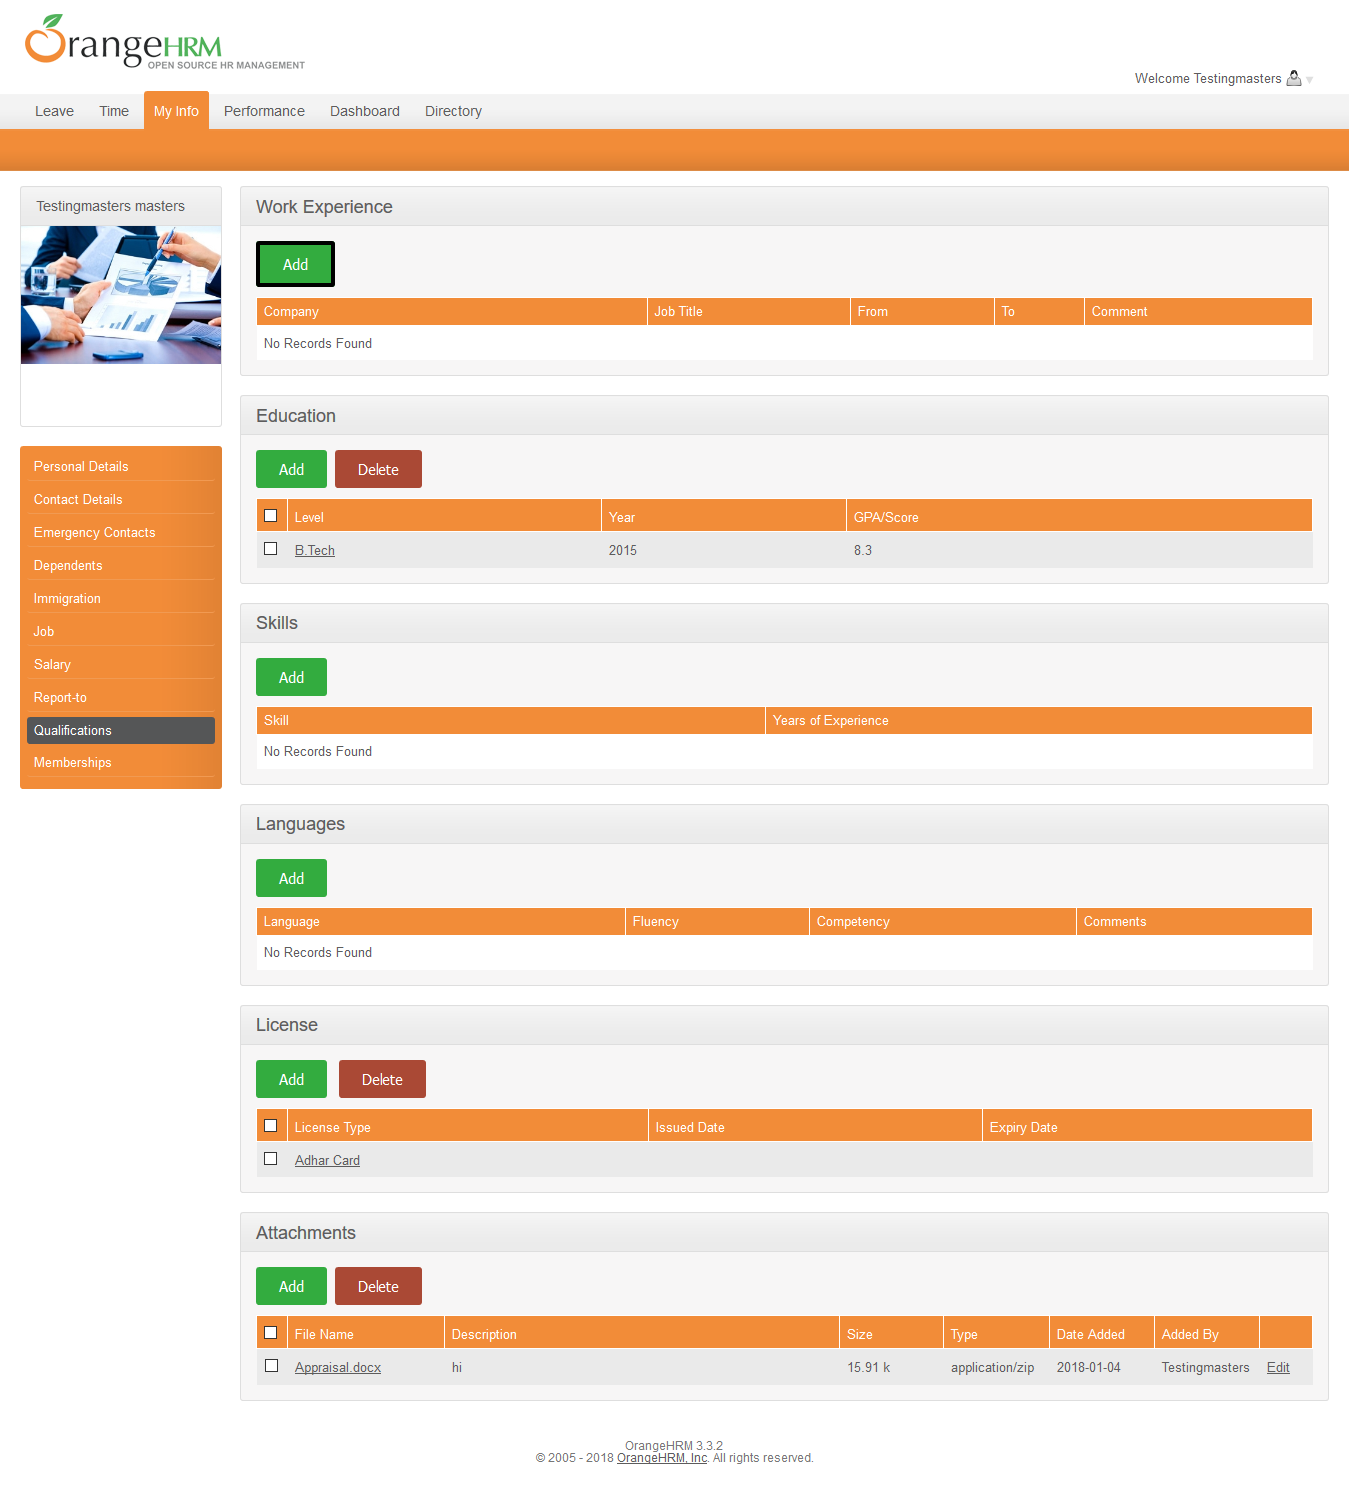 OrangeHRM
OPEN SOURCE HR MANAGEMENT
Welcome Testingmasters
Leave Time My Info Performance Dashboard Directory
Testingmasters masters
Personal Details
Contact Details
Emergency Contacts
Dependents
Immigration
Job
Salary
Report-to
Qualifications
Memberships
Work Experience
Add
Company Job Title From To Comment
No Records Found
Education
Add Delete
Level Year GPA/Score
B.Tech 2015 8.3
Skills
Add
Skill Years of Experience
No Records Found
Languages
Add
Language Fluency Competency Comments
No Records Found
License
Add Delete
License Type Issued Date Expiry Date
Adhar Card
Attachments
Add Delete
File Name Description Size Type Date Added Added By
Appraisal.docx hi 15.91 k application/zip 2018-01-04 Testingmasters Edit
OrangeHRM 3.3.2
© 2005 - 2018 OrangeHRM, Inc. All rights reserved.